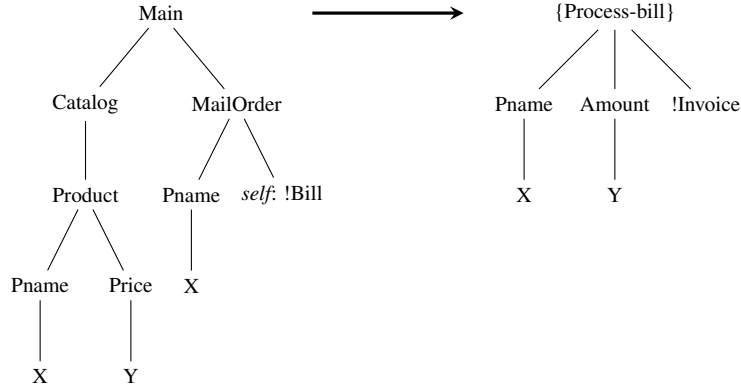 Main
{Process-bill}
Catalog MailOrder
Pname Amount !Invoice
Product Pname self: !Bill
X Y
Pname Price X
X Y